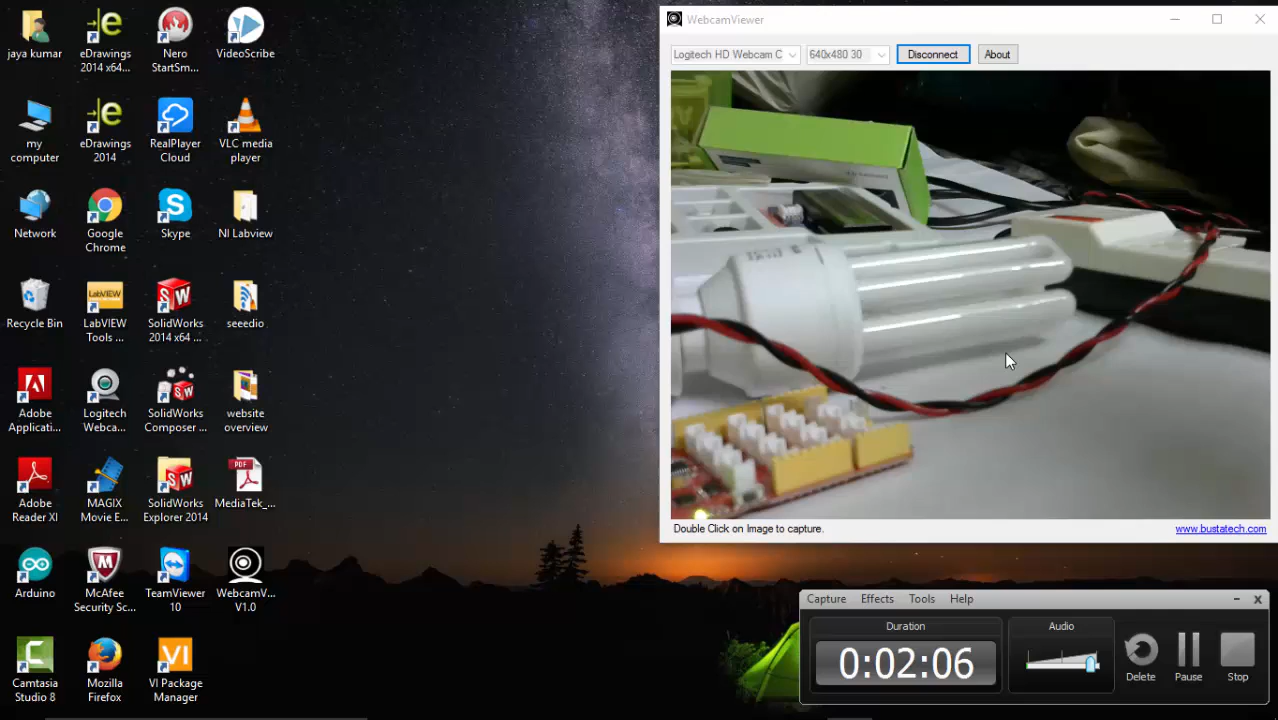 jaya kumar
eDrawings
2014 x64...
Nero
StartSm...
VideoScribe
my
computer
eDrawings
2014
RealPlayer
Cloud
VLC media
player
Network
Google
Chrome
Skype
NI Labview
Recycle Bin
LabVIEW
LabVIEW
Tools ...
SolidWorks
2014 x64 ...
seeedio
Adobe
Applicati...
Logitech
Webca...
SolidWorks
Composer ...
website
overview
Adobe
Reader XI
MAGIX
Movie E...
SolidWorks
Explorer 2014
PDF
MediaTek_...
Arduino
McAfee
Security Sc...
TeamViewer
10
WebcamV...
V1.0
Camtasia
Studio 8
Mozilla
Firefox
VI
VI Package
Manager
WebcamViewer
Logitech HD Webcam C
640x480 30
Disconnect
About
Double Click on Image to capture.
www.bustatech.com
Capture Effects Tools Help
Duration
0:02:06
Audio
Delete
Pause
Stop